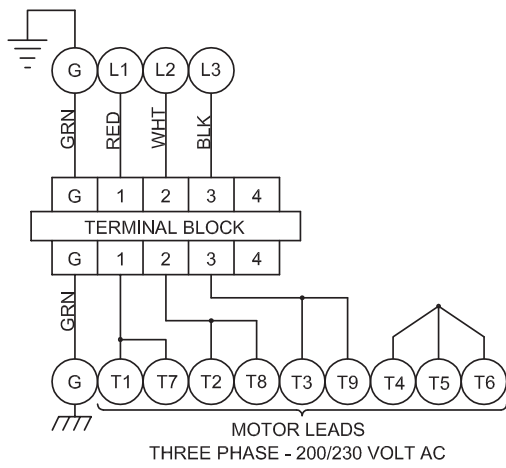 G L1 L2 L3
GRN RED WHT BLK
G 1 2 3 4
TERMINAL BLOCK
G 1 2 3 4
GRN
G T1 T7 T2 T8 T3 T9 T4 T5 T6
MOTOR LEADS
THREE PHASE - 200/230 VOLT AC